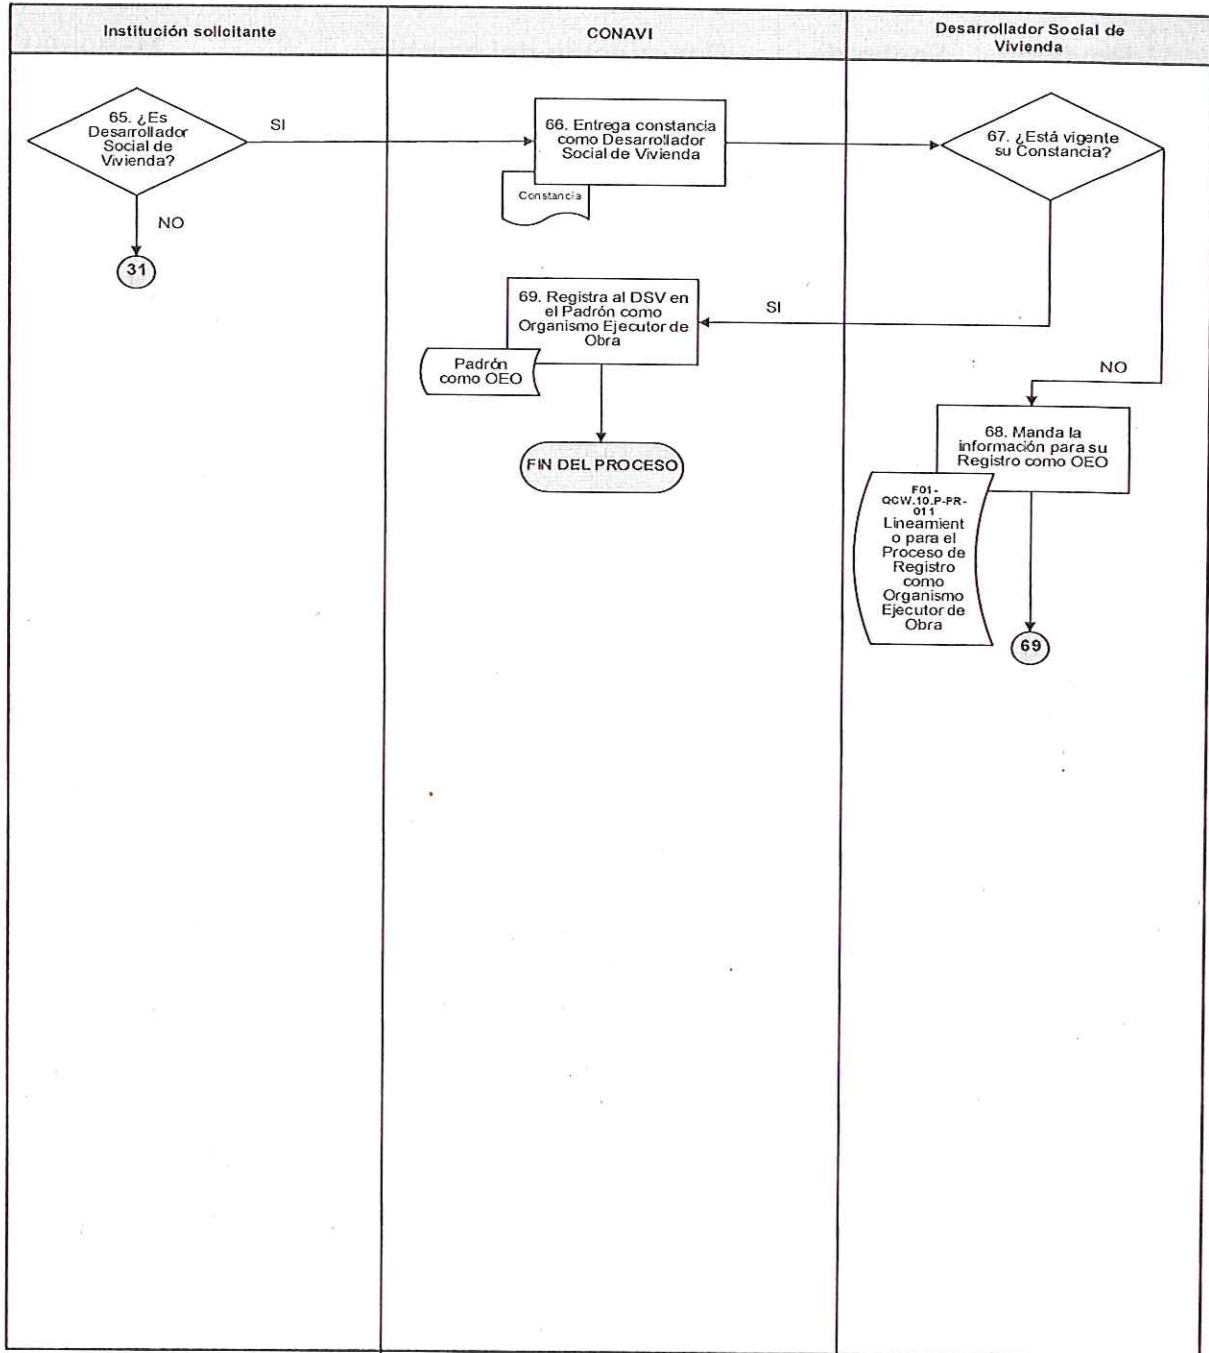 Institución solicitante
CONAVI
Desarrollador Social de
Vivienda
65. ¿Es
Desarrollador
Social de
Vivienda?
SI
NO
31
66. Entrega constancia
como Desarrollador
Social de Vivienda
Constancia
67. ¿Está vigente
su Constancia?
69. Registra al DSV en
el Padrón como
Organismo Ejecutor de
Obra
SI
Padrón
como OEO
FIN DEL PROCESO
NO
68. Manda la
información para su
Registro como OEO
F01-
QCW.10.P-PR-
011
Lineamient
o para el
Proceso de
Registro
como
Organismo
Ejecutor de
Obra
69